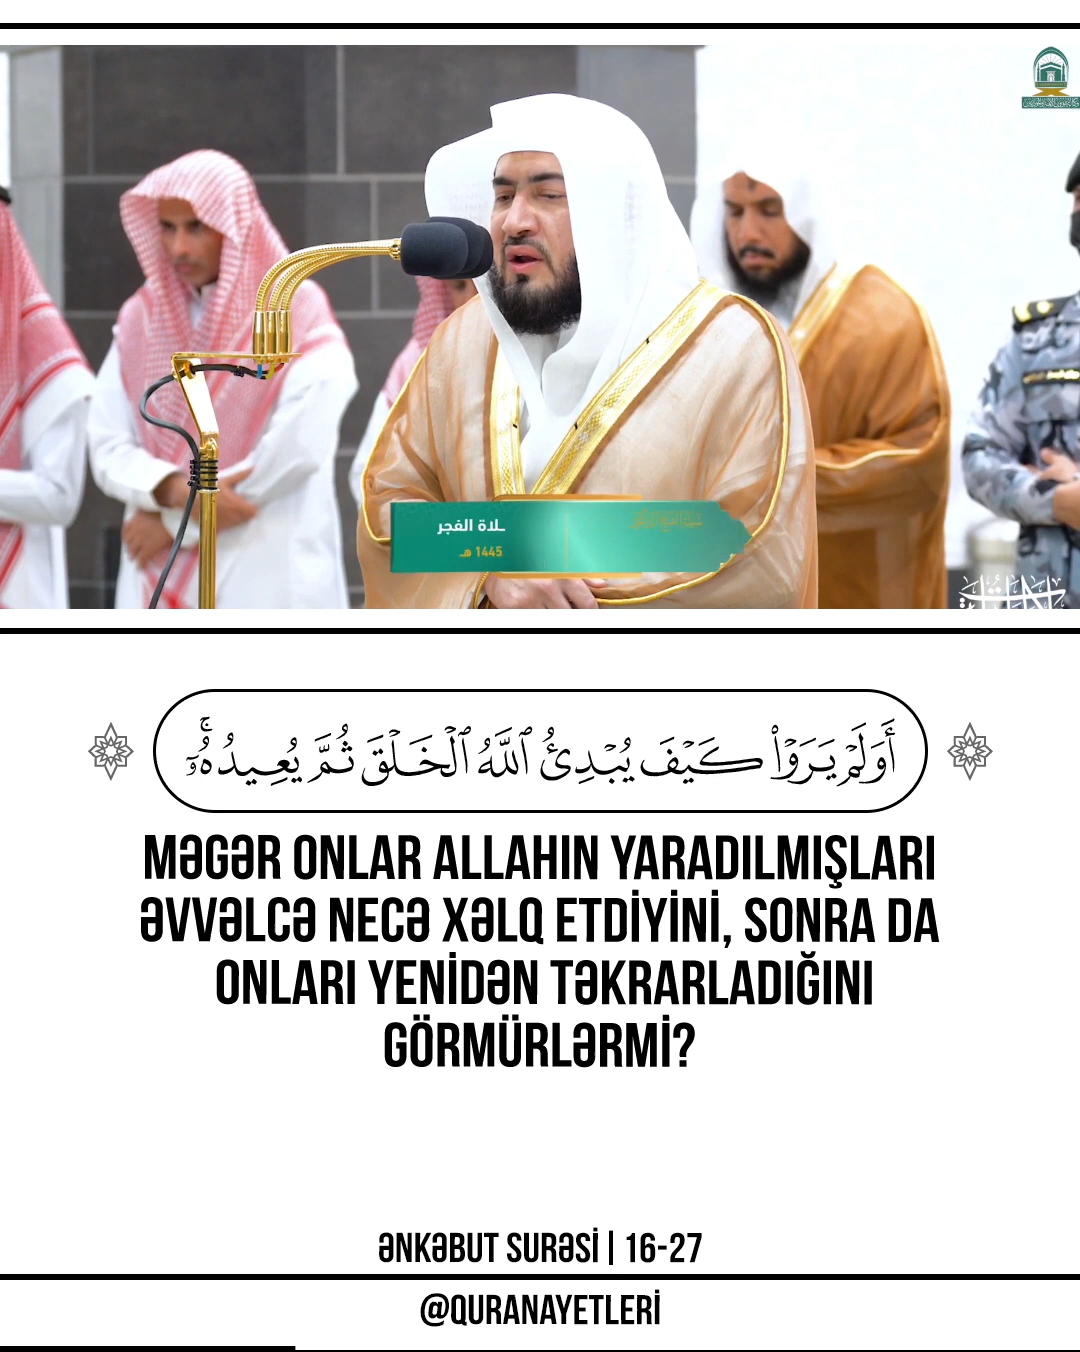 ـلاة الفجر
1445 هـ
أَوَلَمْ يَرَوْا۟ كَيْفَ يُبْدِئُ ٱللَّهُ ٱلْخَلْقَ ثُمَّ يُعِيدُهُۥٓ ۚ
MƏGƏR ONLAR ALLAHIN YARADILMIŞLARI
ƏVVƏLCƏ NECƏ XƏLQ ETDİYİNİ, SONRA DA
ONLARI YENİDƏN TƏKRARLADIĞINI
GÖRMÜRLƏRMİ?
ƏNKƏBUT SURƏSİ | 16-27
@QURANAYETLERİ